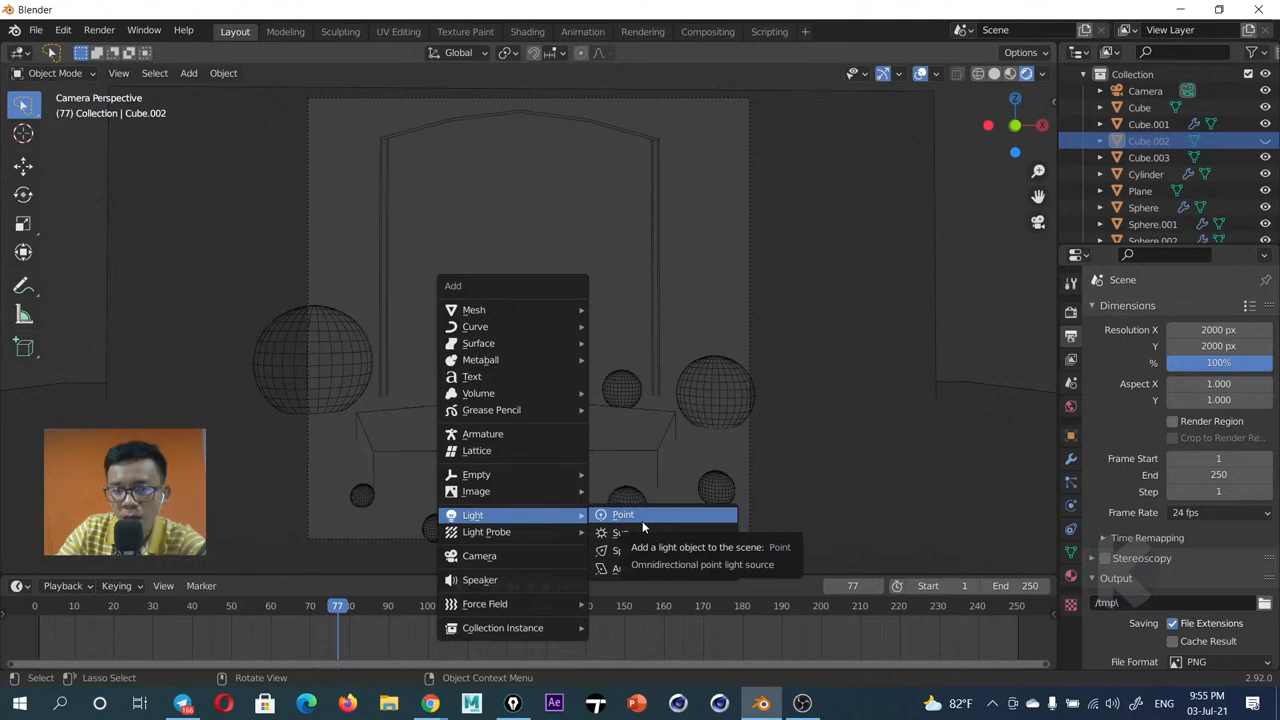 Blender
File Edit Render Window Help
Layout Modeling Sculpting UV Editing Texture Paint Shading Animation Rendering Compositing Scripting +
Scene
View Layer
Global
Options
Object Mode View Select Add Object
Camera Perspective
(77) Collection | Cube.002
Z
X
Collection
Camera
Cube
Cube.001
Cube.002
Cube.003
Cylinder
Plane
Sphere
Sphere.001
Sphere.002
Add
Mesh
Curve
Surface
Metaball
Text
Volume
Grease Pencil
Armature
Lattice
Empty
Image
Light
Light Probe
Camera
Speaker
Force Field
Collection Instance
Point
Add a light object to the scene: Point
Omnidirectional point light source
Scene
Dimensions
Resolution X 2000 px
Y 2000 px
% 100%
Aspect X 1.000
Y 1.000
Render Region
Crop to Render Re...
Frame Start 1
End 250
Step 1
Frame Rate 24 fps
Time Remapping
Stereoscopy
Output
/tmp\
Saving File Extensions
Cache Result
File Format PNG
Playback Keying View Marker
77 Start 1 End 250
0 20 40 60 77 100 150 160 170 180 190 200 210 220 230 240 250
Select Lasso Select Rotate View Object Context Menu
2.92.0
166
Ae
82°F
9:55 PM
03-Jul-21